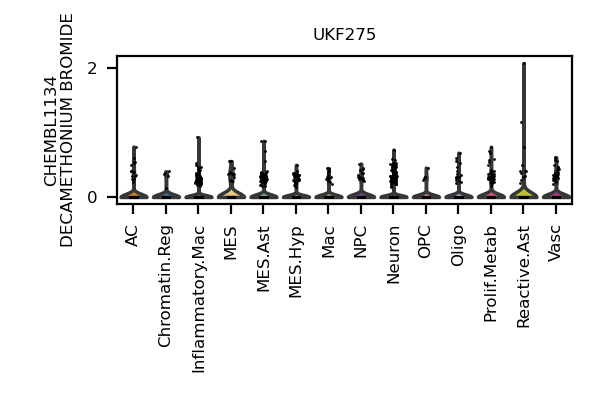 UKF275
CHEMBL1134
DECAMETHONIUM BROMIDE
2
0
AC
Chromatin.Reg
Inflammatory.Mac
MES
MES.Ast
MES.Hyp
Mac
NPC
Neuron
OPC
Oligo
Prolif.Metab
Reactive.Ast
Vasc